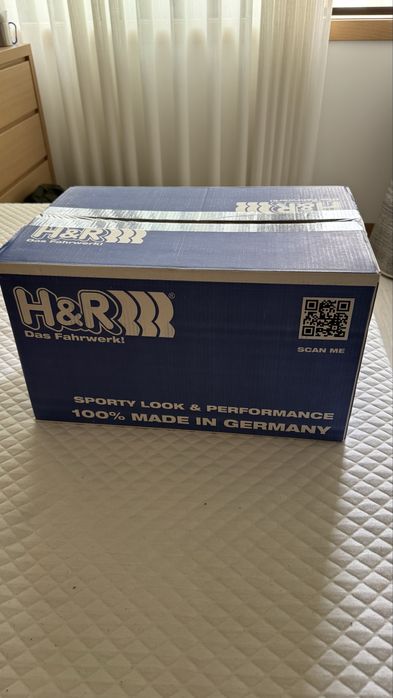 H&R
H&R
Das Fahrwerk!
H&R®
Das Fahrwerk!
SCAN ME
SPORTY LOOK & PERFORMANCE
100% MADE IN GERMANY